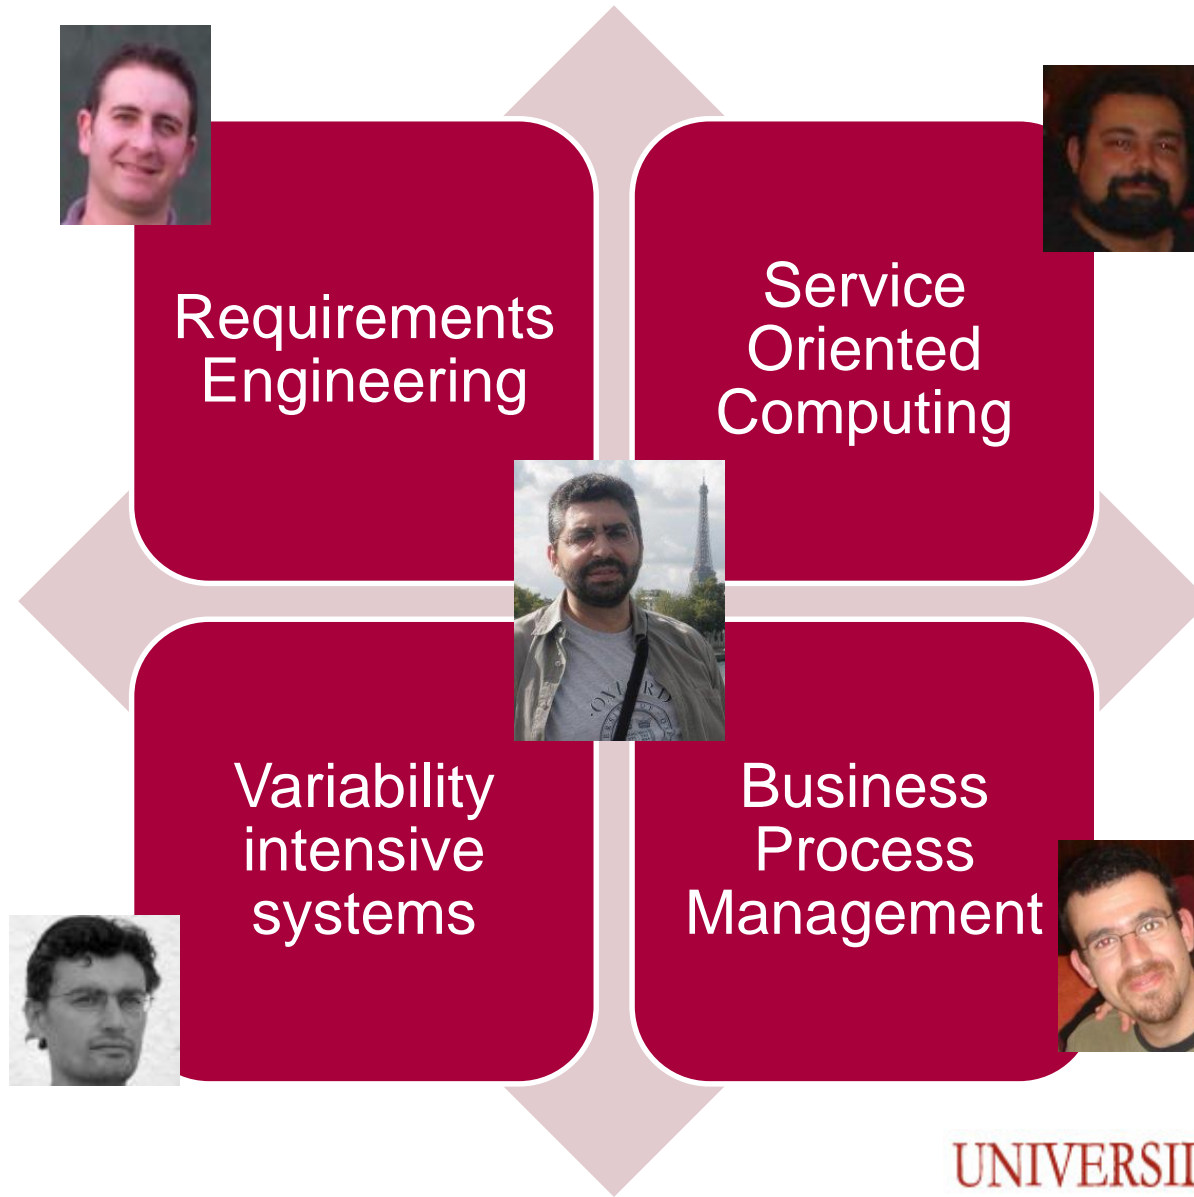 Requirements
Engineering
Service
Oriented
Computing
Variability
intensive
systems
Business
Process
Management